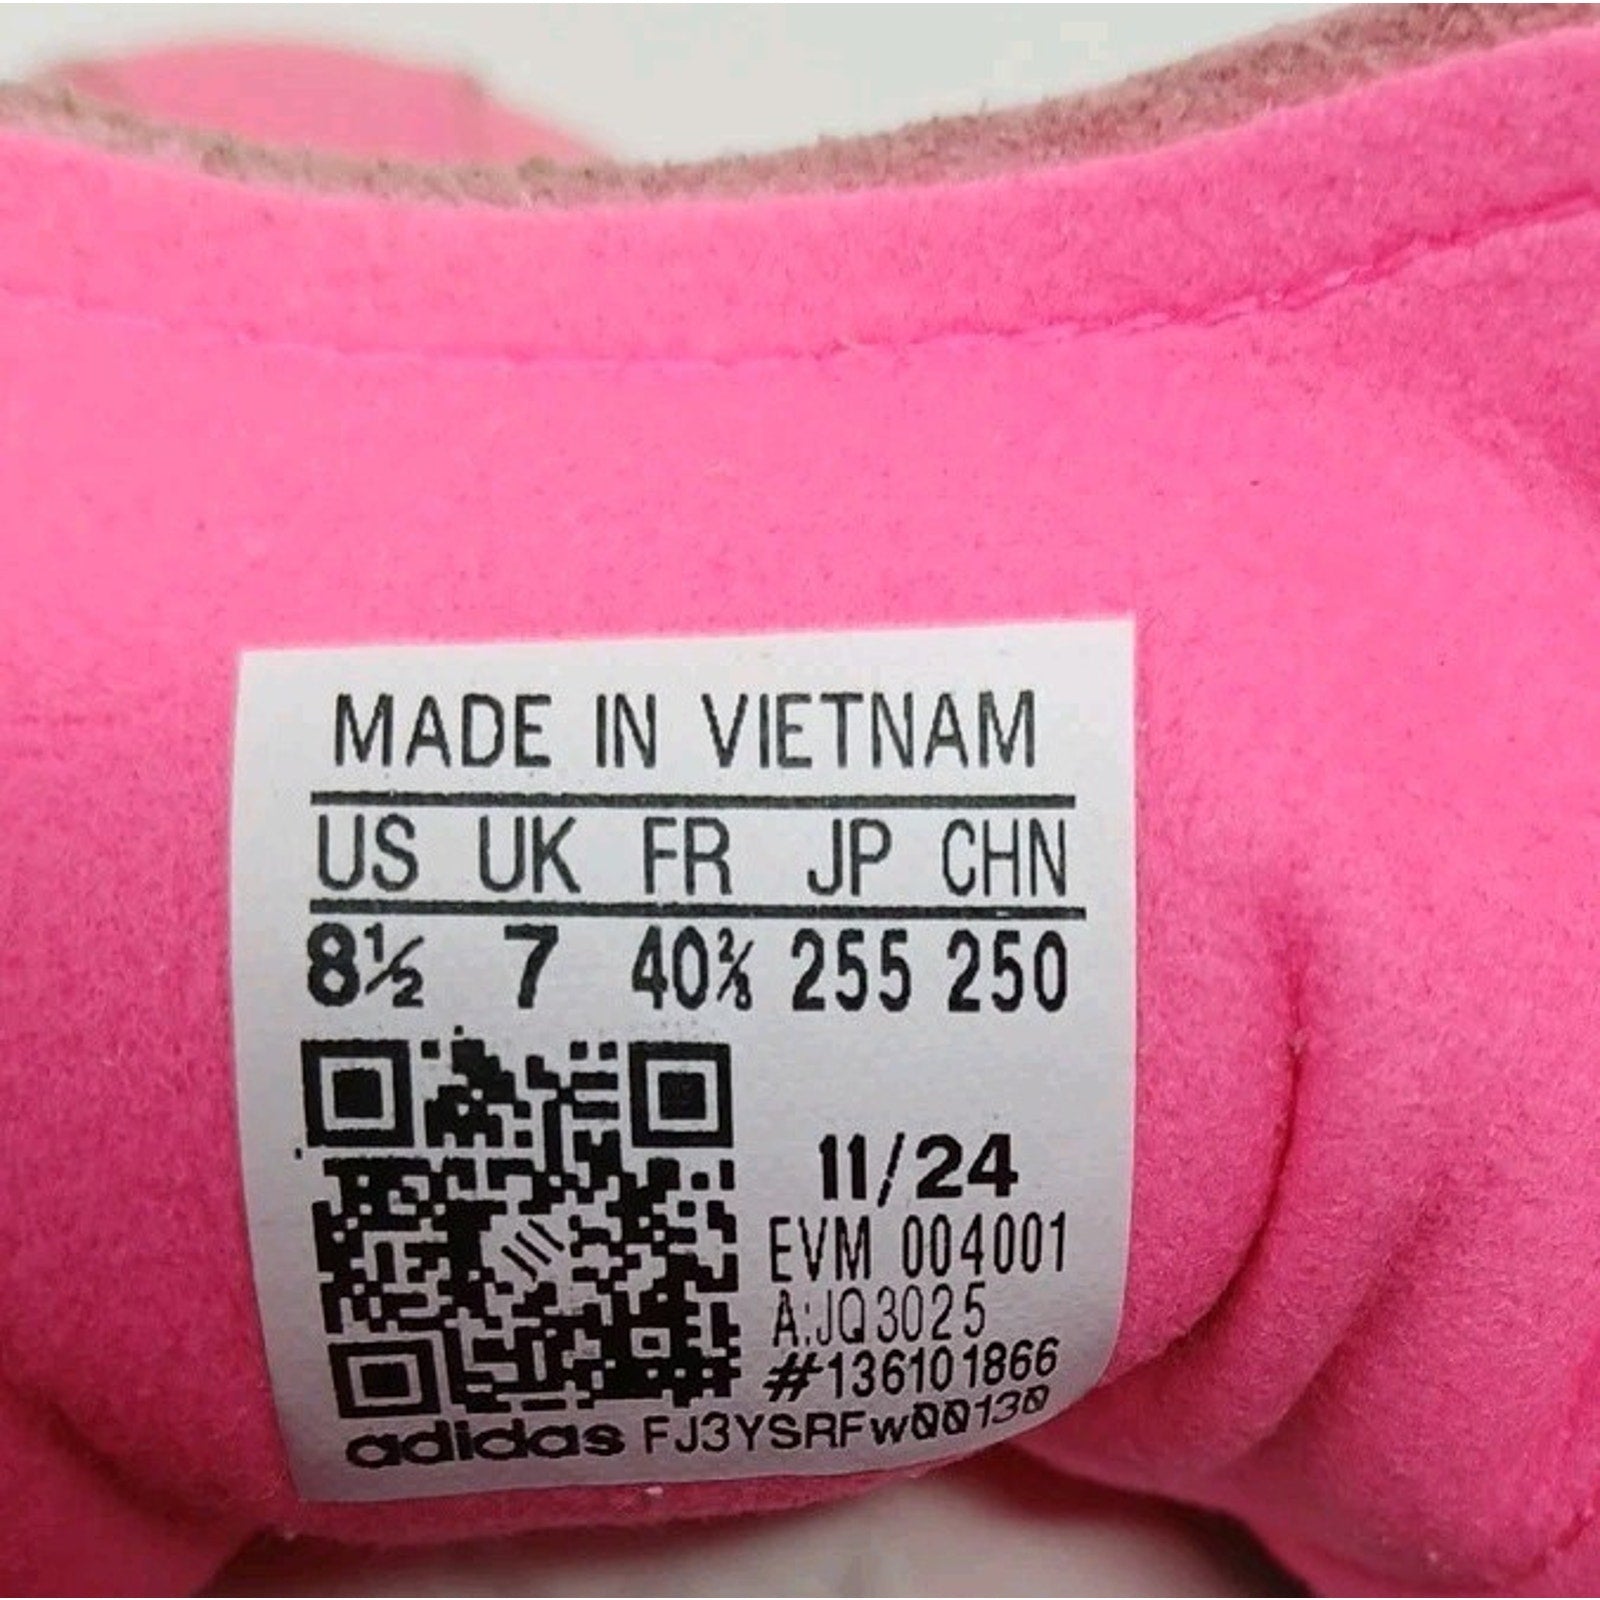 MADE IN VIETNAM
US UK FR JP CHN
8½ 7 40⅔ 255 250
11/24
EVM 004001
A:JQ3025
#136101866
adidas FJ3YSRFW00130